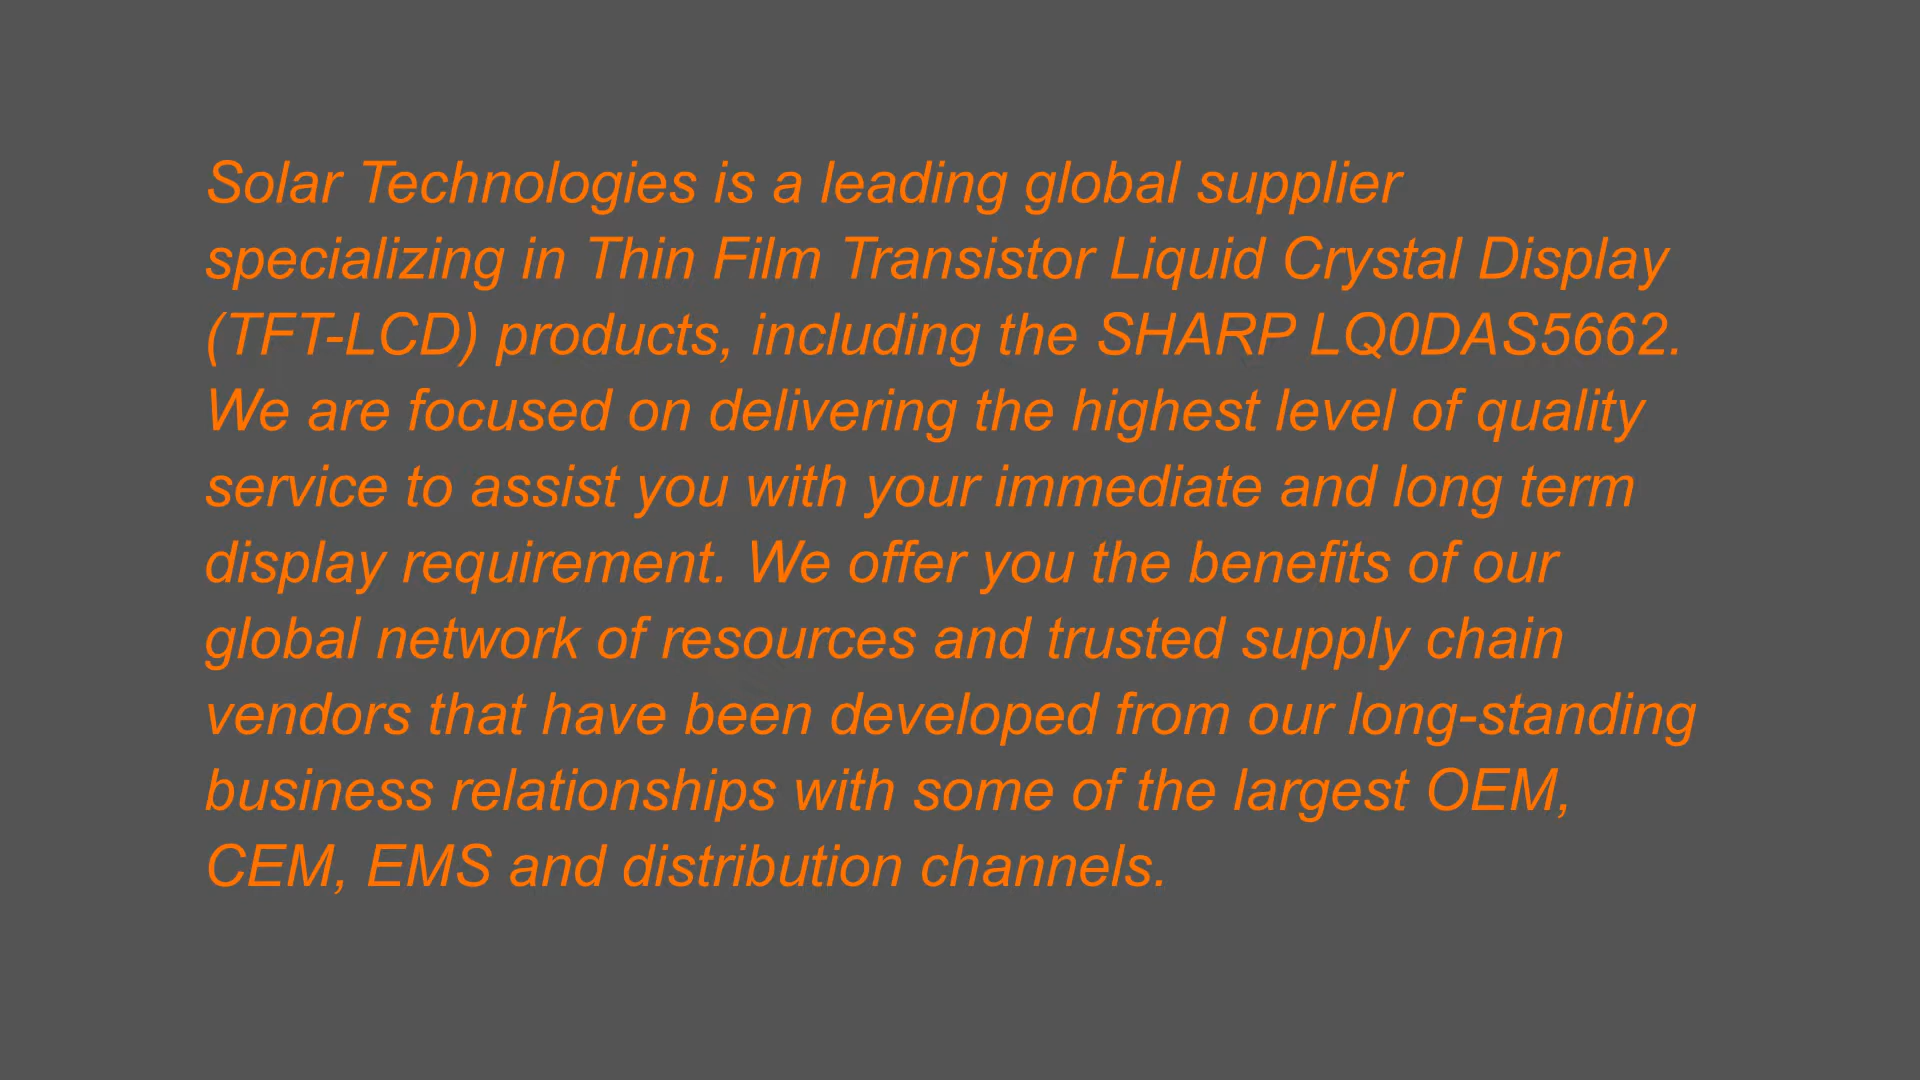 Solar Technologies is a leading global supplier
specializing in Thin Film Transistor Liquid Crystal Display
(TFT-LCD) products, including the SHARP LQ0DAS5662.
We are focused on delivering the highest level of quality
service to assist you with your immediate and long term
display requirement. We offer you the benefits of our
global network of resources and trusted supply chain
vendors that have been developed from our long-standing
business relationships with some of the largest OEM,
CEM, EMS and distribution channels.